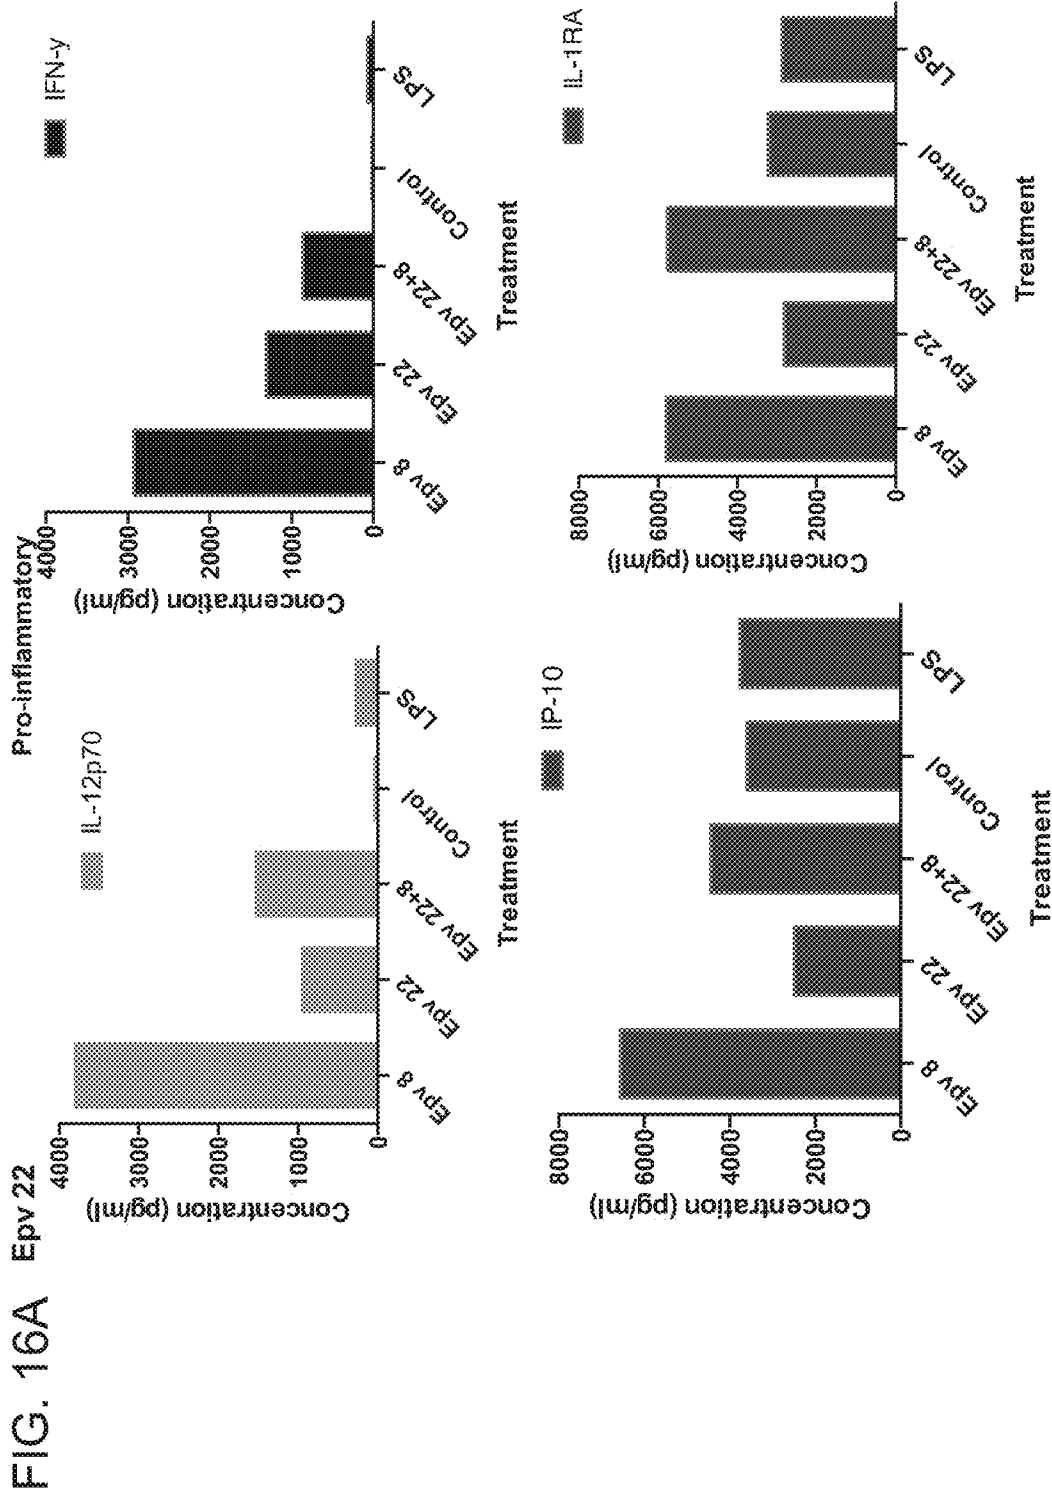 FIG. 16A
Epv 22
Pro-inflammatory
IL-12p70
Concentration (pg/ml)
4000
3000
2000
1000
0
Epv 8
Epv 22
Epv 22+8
Control
LPS
Treatment
IFN-y
Concentration (pg/ml)
4000
3000
2000
1000
0
Epv 8
Epv 22
Epv 22+8
Control
LPS
Treatment
IP-10
Concentration (pg/ml)
8000
6000
4000
2000
0
Epv 8
Epv 22
Epv 22+8
Control
LPS
Treatment
IL-1RA
Concentration (pg/ml)
8000
6000
4000
2000
0
Epv 8
Epv 22
Epv 22+8
Control
LPS
Treatment